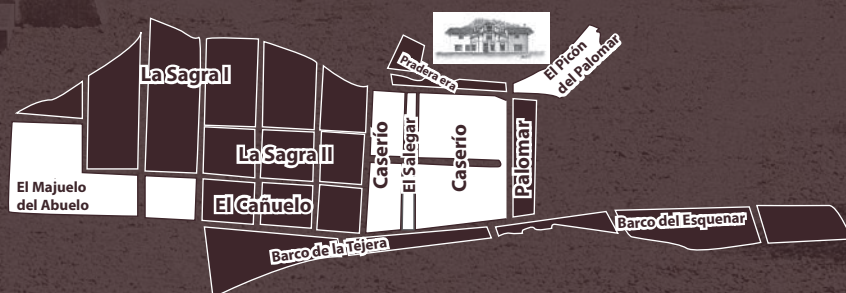 La Sagra I
Pradera era
El Picón
del Palomar
Caserío
El Salegar
Caserío
Palomar
La Sagra II
El Majuelo
del Abuelo
El Cañuelo
Barco de la Tejera
Barco del Esquenar